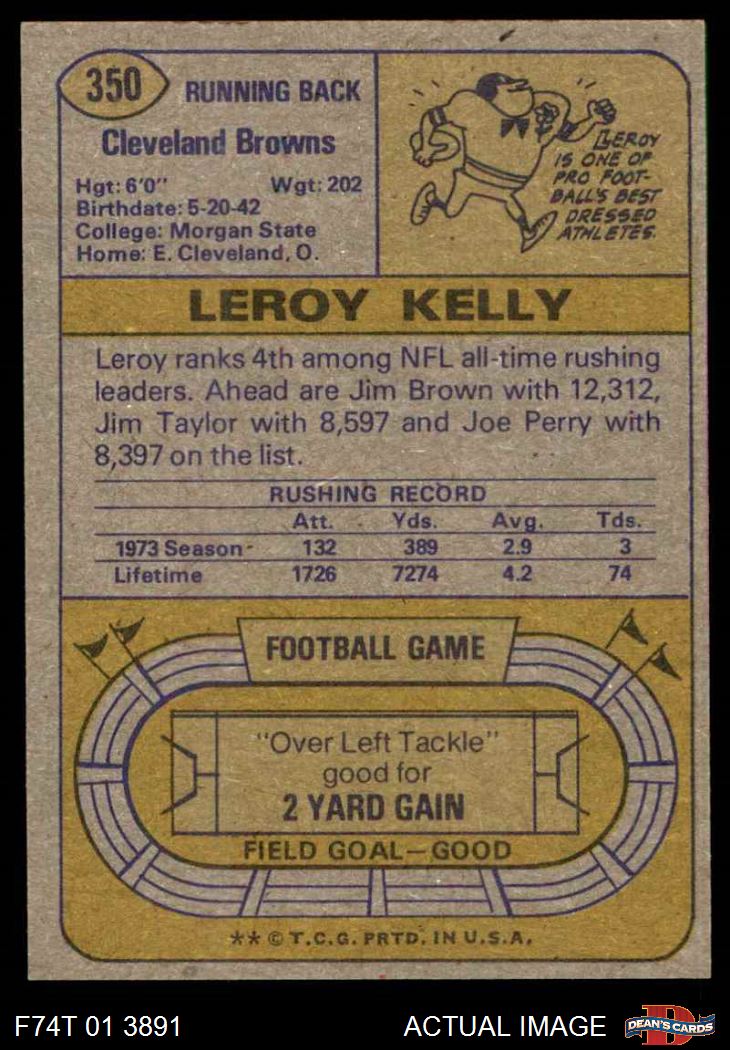 350
RUNNING BACK
Cleveland Browns
Hgt: 6'0" Wgt: 202
Birthdate: 5-20-42
College: Morgan State
Home: E. Cleveland, O.
LEROY
IS ONE OF
PRO FOOT-
BALL'S BEST
DRESSED
ATHLETES.
LEROY KELLY
Leroy ranks 4th among NFL all-time rushing
leaders. Ahead are Jim Brown with 12,312,
Jim Taylor with 8,597 and Joe Perry with
8,397 on the list.
RUSHING RECORD
Att. Yds. Avg. Tds.
1973 Season 132 389 2.9 3
Lifetime 1726 7274 4.2 74
FOOTBALL GAME
"Over Left Tackle"
good for
2 YARD GAIN
FIELD GOAL—GOOD
** © T.C.G. PRTD. IN U.S.A.
F74T 01 3891 ACTUAL IMAGE
D
DEAN'S CARDS